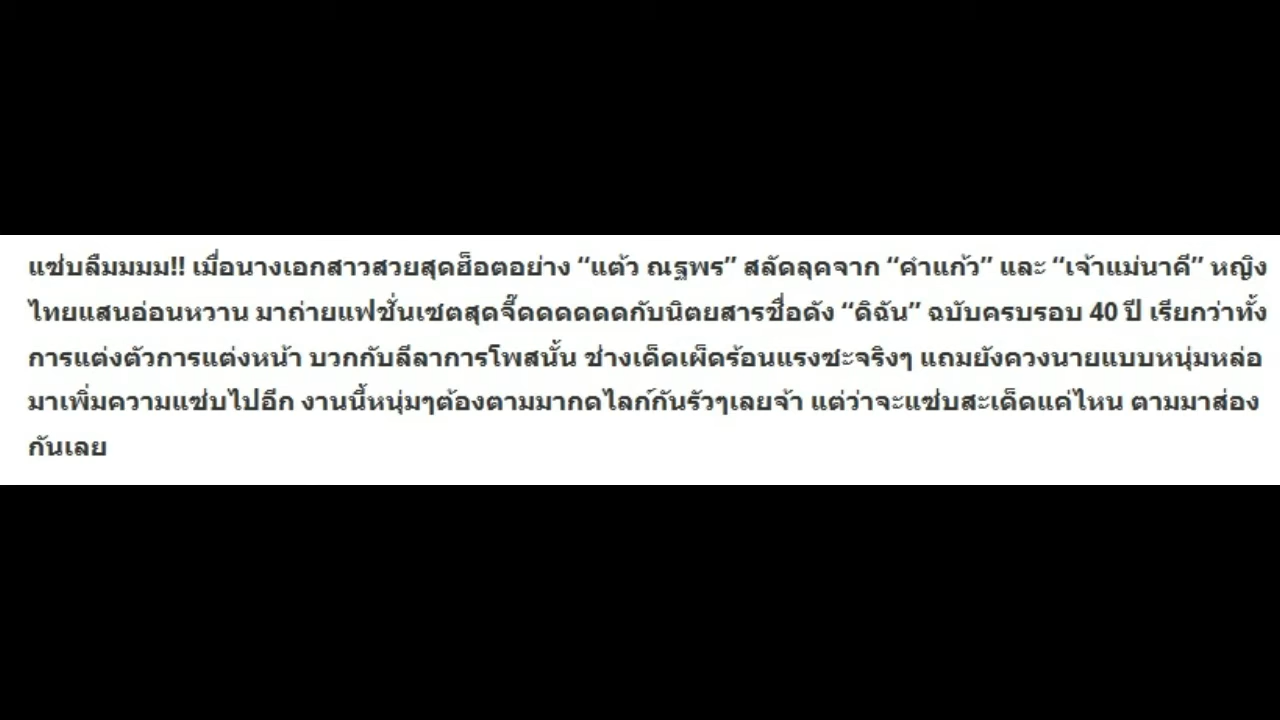 แซ่บลืมมมม!! เมื่อนางเอกสาวสวยสุดฮ็อตอย่าง “แต้ว ณฐพร” สลัดลุคจาก “คำแก้ว” และ “เจ้าแม่นาคี” หญิง
ไทยแสนอ่อนหวาน มาถ่ายแฟชั่นเซตสุดจี๊ดดดดดดกับนิตยสารชื่อดัง “ดิฉัน” ฉบับครบรอบ 40 ปี เรียกว่าทั้ง
การแต่งตัวการแต่งหน้า บวกกับลีลาการโพสนั้น ช่างเด็ดเผ็ดร้อนแรงซะจริงๆ แถมยังควงนายแบบหนุ่มหล่อ
มาเพิ่มความแซ่บไปอีก งานนี้หนุ่มๆต้องตามมากดไลก์กันรัวๆเลยจ้า แต่ว่าจะแซ่บสะเด็ดแค่ไหน ตามมาส่อง
กันเลย